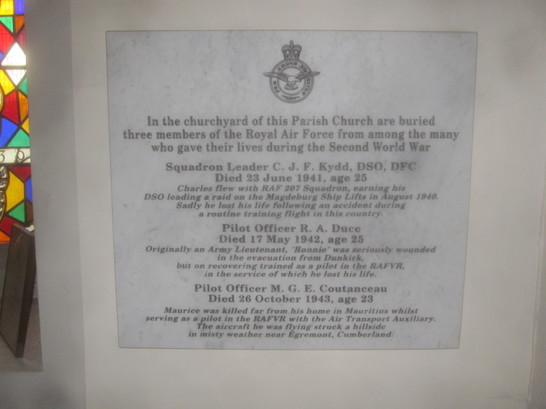 In the churchyard of this Parish Church are buried
three members of the Royal Air Force from among the many
who gave their lives during the Second World War
Squadron Leader C. J. F. Kydd, DSO, DFC
Died 23 June 1941, age 25
Charles flew with RAF 207 Squadron, earning his
DSO leading a raid on the Magdeburg Ship Lifts in August 1940.
Sadly he lost his life following an accident during
a routine training flight in this country.
Pilot Officer R. A. Duce
Died 17 May 1942, age 25
Originally an Army Lieutenant, 'Ronnie' was seriously wounded
in the evacuation from Dunkirk,
but on recovering trained as a pilot in the RAFVR,
in the service of which he lost his life.
Pilot Officer M. G. E. Coutanceau
Died 26 October 1943, age 23
Maurice was killed far from his home in Mauritius whilst
serving as a pilot in the RAFVR with the Air Transport Auxiliary.
The aircraft he was flying struck a hillside
in misty weather near Egremont, Cumberland